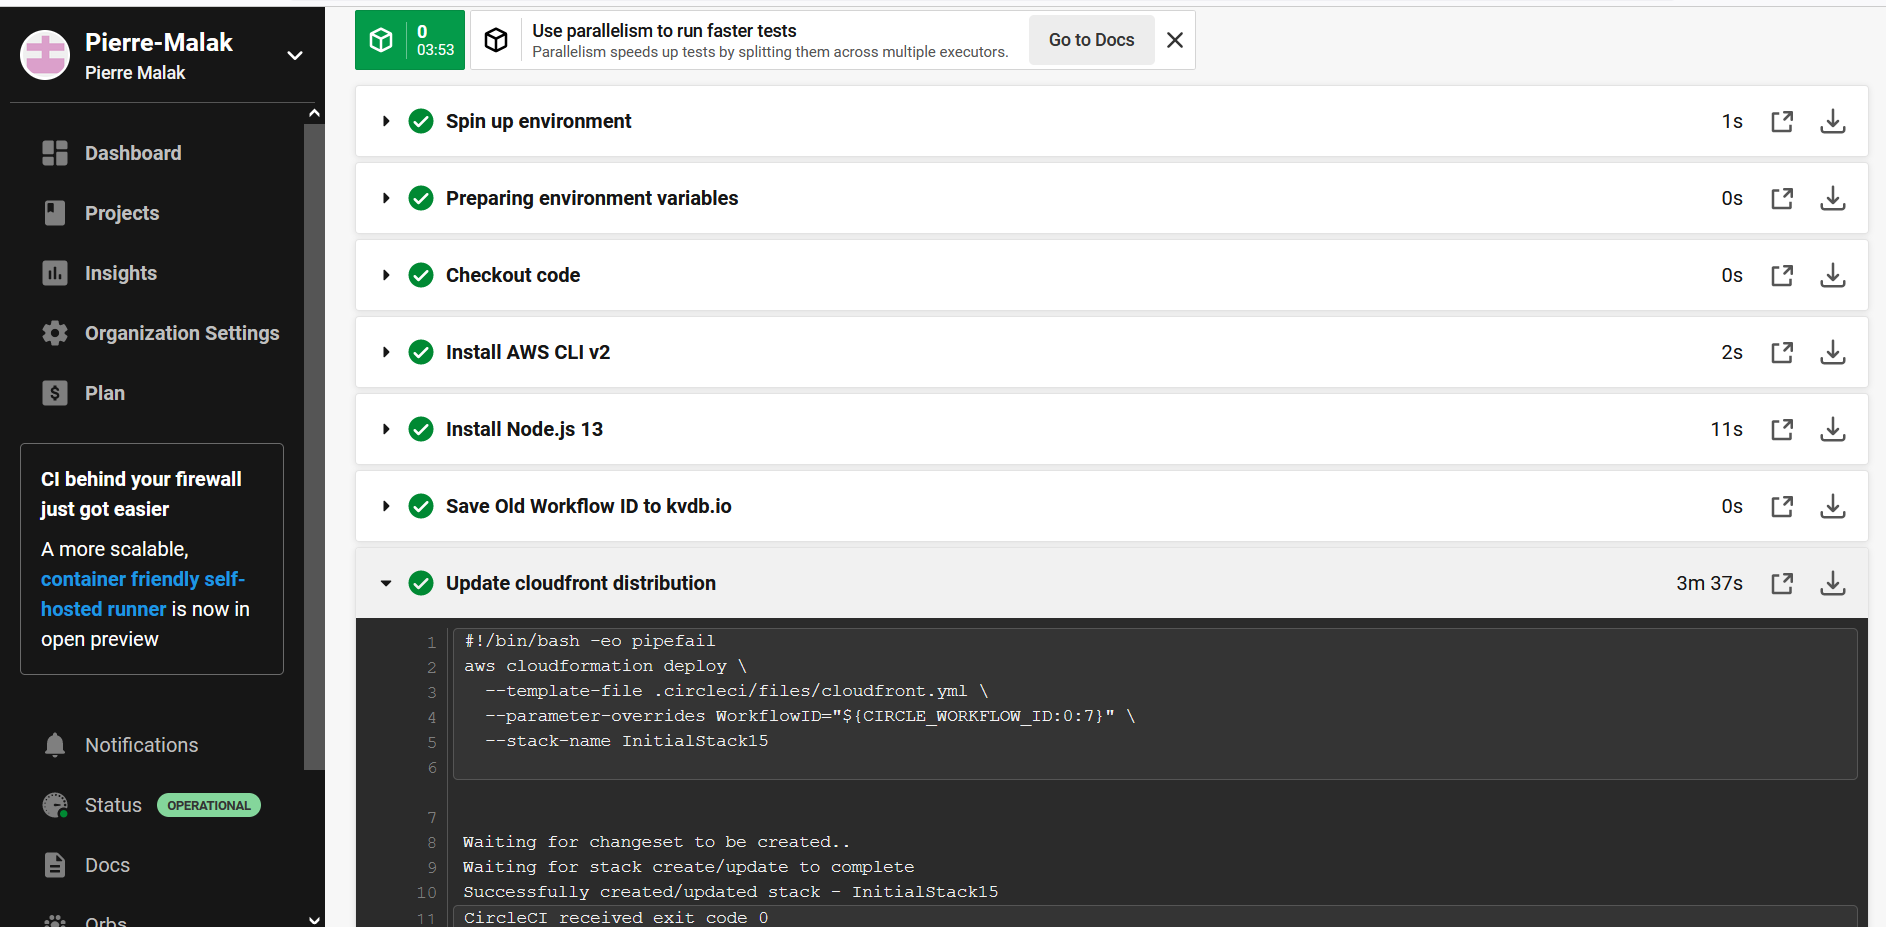 Pierre-Malak
Pierre Malak
Dashboard
Projects
Insights
Organization Settings
Plan
CI behind your firewall
just got easier
A more scalable,
container friendly self-
hosted runner is now in
open preview
Notifications
Status OPERATIONAL
Docs
Orbs
0
03:53
Use parallelism to run faster tests
Parallelism speeds up tests by splitting them across multiple executors.
Go to Docs
Spin up environment 1s
Preparing environment variables 0s
Checkout code 0s
Install AWS CLI v2 2s
Install Node.js 13 11s
Save Old Workflow ID to kvdb.io 0s
Update cloudfront distribution 3m 37s
1 #!/bin/bash -eo pipefail
2 aws cloudformation deploy \
3 --template-file .circleci/files/cloudfront.yml \
4 --parameter-overrides WorkflowID="${CIRCLE_WORKFLOW_ID:0:7}" \
5 --stack-name InitialStack15
6
7
8 Waiting for changeset to be created..
9 Waiting for stack create/update to complete
10 Successfully created/updated stack - InitialStack15
11 CircleCI received exit code 0